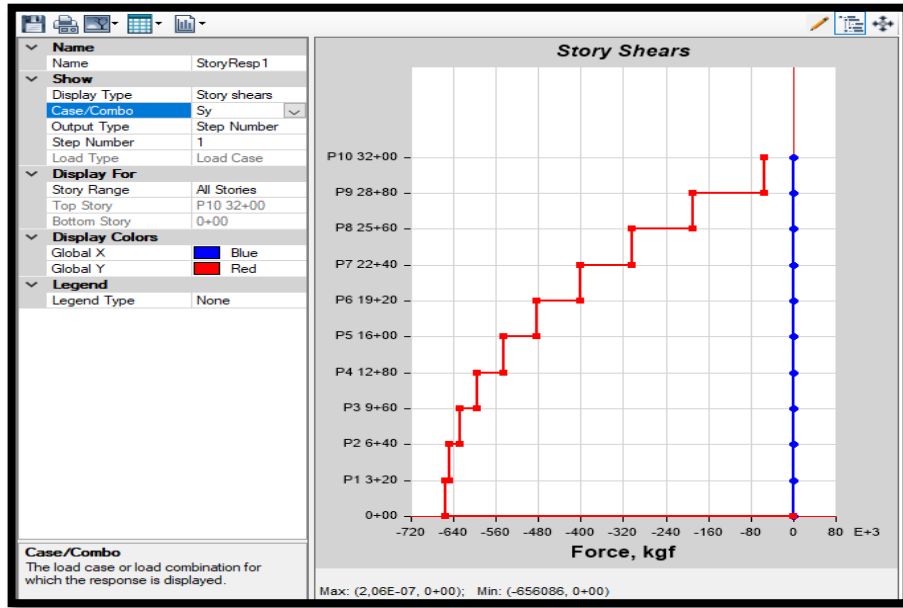 Name
Name StoryResp1
Show
Display Type Story shears
Case/Combo Sy
Output Type Step Number
Step Number 1
Load Type Load Case
Display For
Story Range All Stories
Top Story P10 32+00
Bottom Story 0+00
Display Colors
Global X Blue
Global Y Red
Legend
Legend Type None
Case/Combo
The load case or load combination for
which the response is displayed.
Story Shears
P10 32+00
P9 28+80
P8 25+60
P7 22+40
P6 19+20
P5 16+00
P4 12+80
P3 9+60
P2 6+40
P1 3+20
0+00
-720 -640 -560 -480 -400 -320 -240 -160 -80 0 80 E+3
Force, kgf
Max: (2,06E-07, 0+00); Min: (-656086, 0+00)